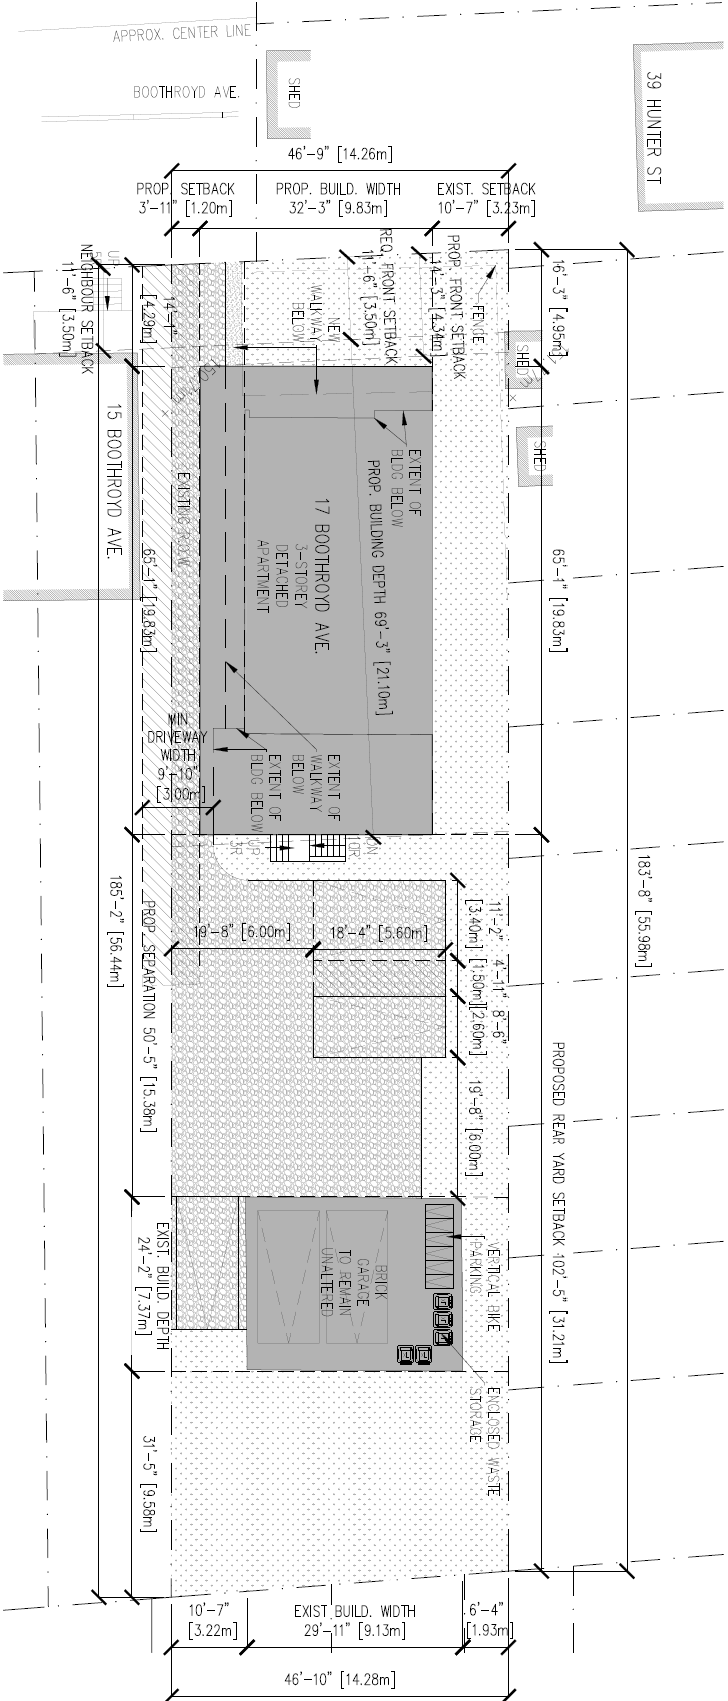 APPROX. CENTER LINE
BOOTHROYD AVE.
SHED
39 HUNTER ST
46'-9" [14.26m]
PROP. SETBACK
3'-11" [1.20m]
PROP. BUILD. WIDTH
32'-3" [9.83m]
EXIST. SETBACK
10'-7" [3.23m]
UP
NEIGHBOUR SETBACK
11'-6" [3.50m]
14'-1"
[4.29m]
NEW
WALKWAY
BELOW
REQ. FRONT SETBACK
11'-6" [3.50m]
PROP. FRONT SETBACK
14'-3" [4.34m]
FENCE
16'-3" [4.95m]
SHED
SHED
15 BOOTHROYD AVE.
EXISTING ROW
65'-1" [19.83m]
17 BOOTHROYD AVE.
3-STOREY
DETACHED
APARTMENT
EXTENT OF
BLDG BELOW
PROP. BUILDING DEPTH 69'-3" [21.10m]
65'-1" [19.83m]
MIN
DRIVEWAY
WIDTH
9'-10"
[3.00m]
EXTENT OF
BLDG BELOW
EXTENT OF
WALKWAY
BELOW
UP
3R
DN
10R
183'-8" [55.98m]
185'-2" [56.44m]
PROP. SEPARATION 50'-5" [15.38m]
19'-8" [6.00m]
18'-4" [5.60m]
11'-2"
[3.40m]
4'-11"
[1.50m]
8'-6"
[2.60m]
19'-8" [6.00m]
PROPOSED REAR YARD SETBACK 102'-5" [31.21m]
EXIST. BUILD. DEPTH
24'-2" [7.37m]
BRICK
GARAGE
TO REMAIN
UNALTERED
VERTICAL BIKE
PARKING
ENCLOSED WASTE
STORAGE
31'-5" [9.58m]
10'-7"
[3.22m]
EXIST BUILD. WIDTH
29'-11" [9.13m]
6'-4"
[1.93m]
46'-10" [14.28m]